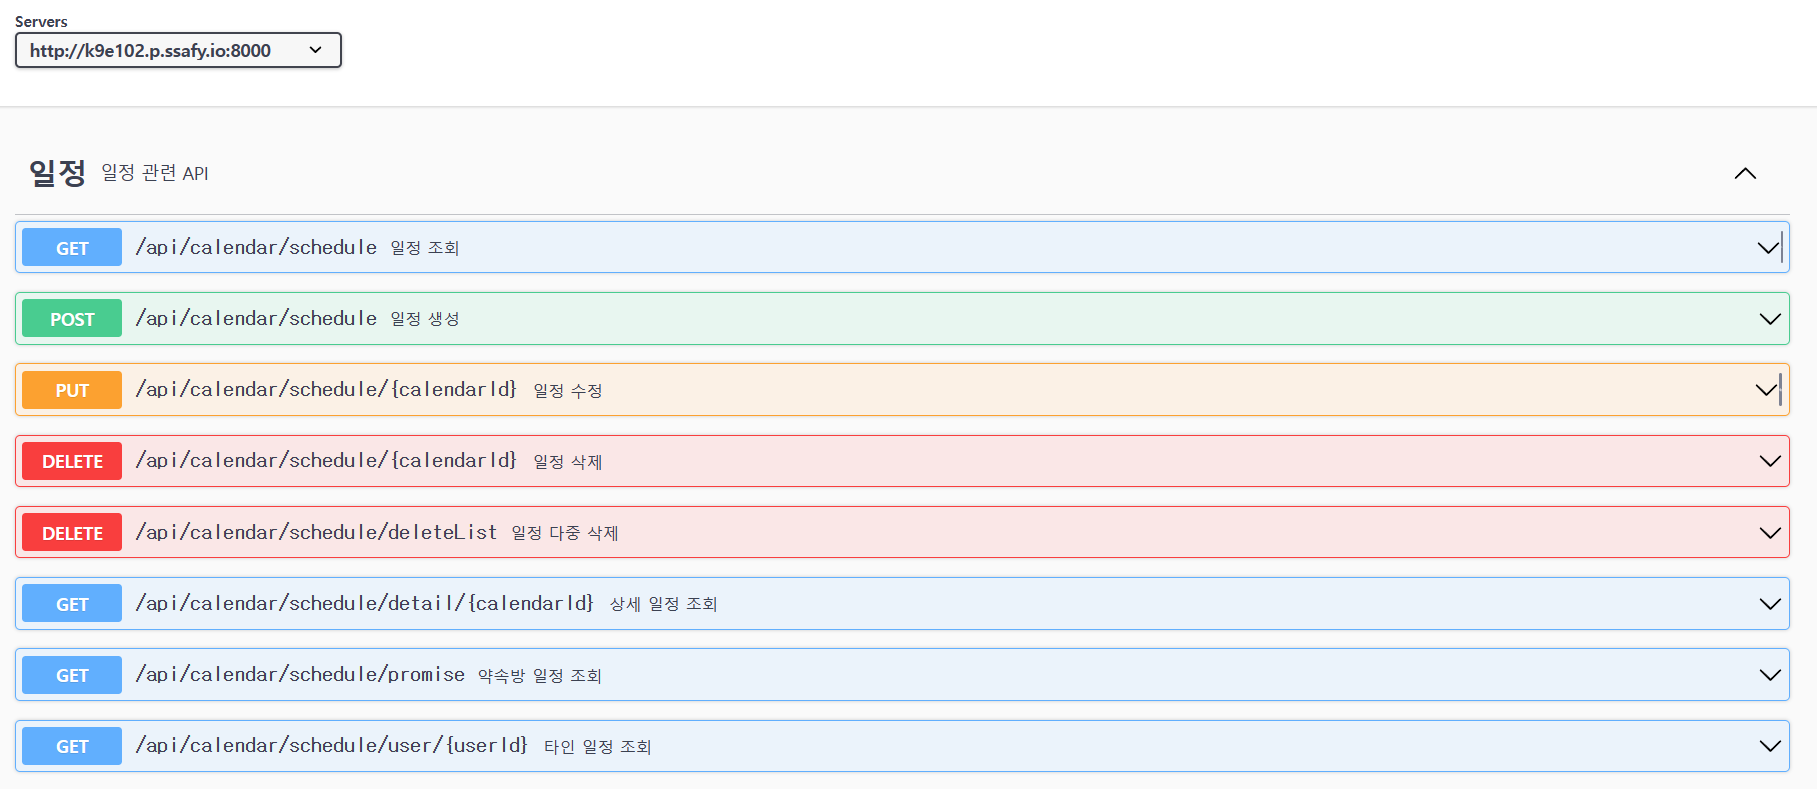 Servers
http://k9e102.p.ssafy.io:8000
일정 일정 관련 API
GET /api/calendar/schedule 일정 조회
POST /api/calendar/schedule 일정 생성
PUT /api/calendar/schedule/{calendarId} 일정 수정
DELETE /api/calendar/schedule/{calendarId} 일정 삭제
DELETE /api/calendar/schedule/deleteList 일정 다중 삭제
GET /api/calendar/schedule/detail/{calendarId} 상세 일정 조회
GET /api/calendar/schedule/promise 약속방 일정 조회
GET /api/calendar/schedule/user/{userId} 타인 일정 조회